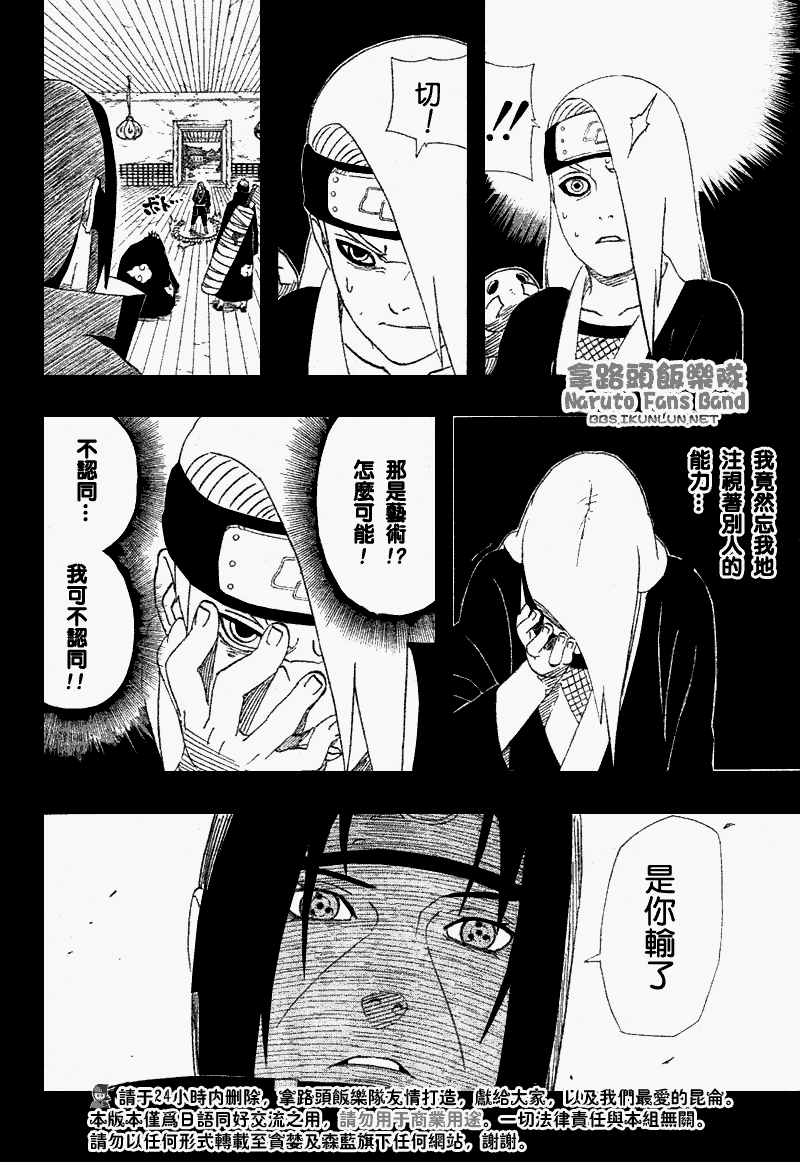 !!
切!
ボン…
拿路頭飯樂隊
Naruto Fans Band
BBS.IKUNLUN.NET
我竟然忘我地
注視著別人的
能力…
那是藝術!?
怎麼可能!
不認同…
我可不認同!!
是你輸了
請于24小時内删除，拿路頭飯樂隊友情打造，獻給大家，以及我們最愛的昆侖。
本版本僅爲日語同好交流之用，請勿用于商業用途。一切法律責任與本組無關。
請勿以任何形式轉載至貪婪及森藍旗下任何網站，謝謝。